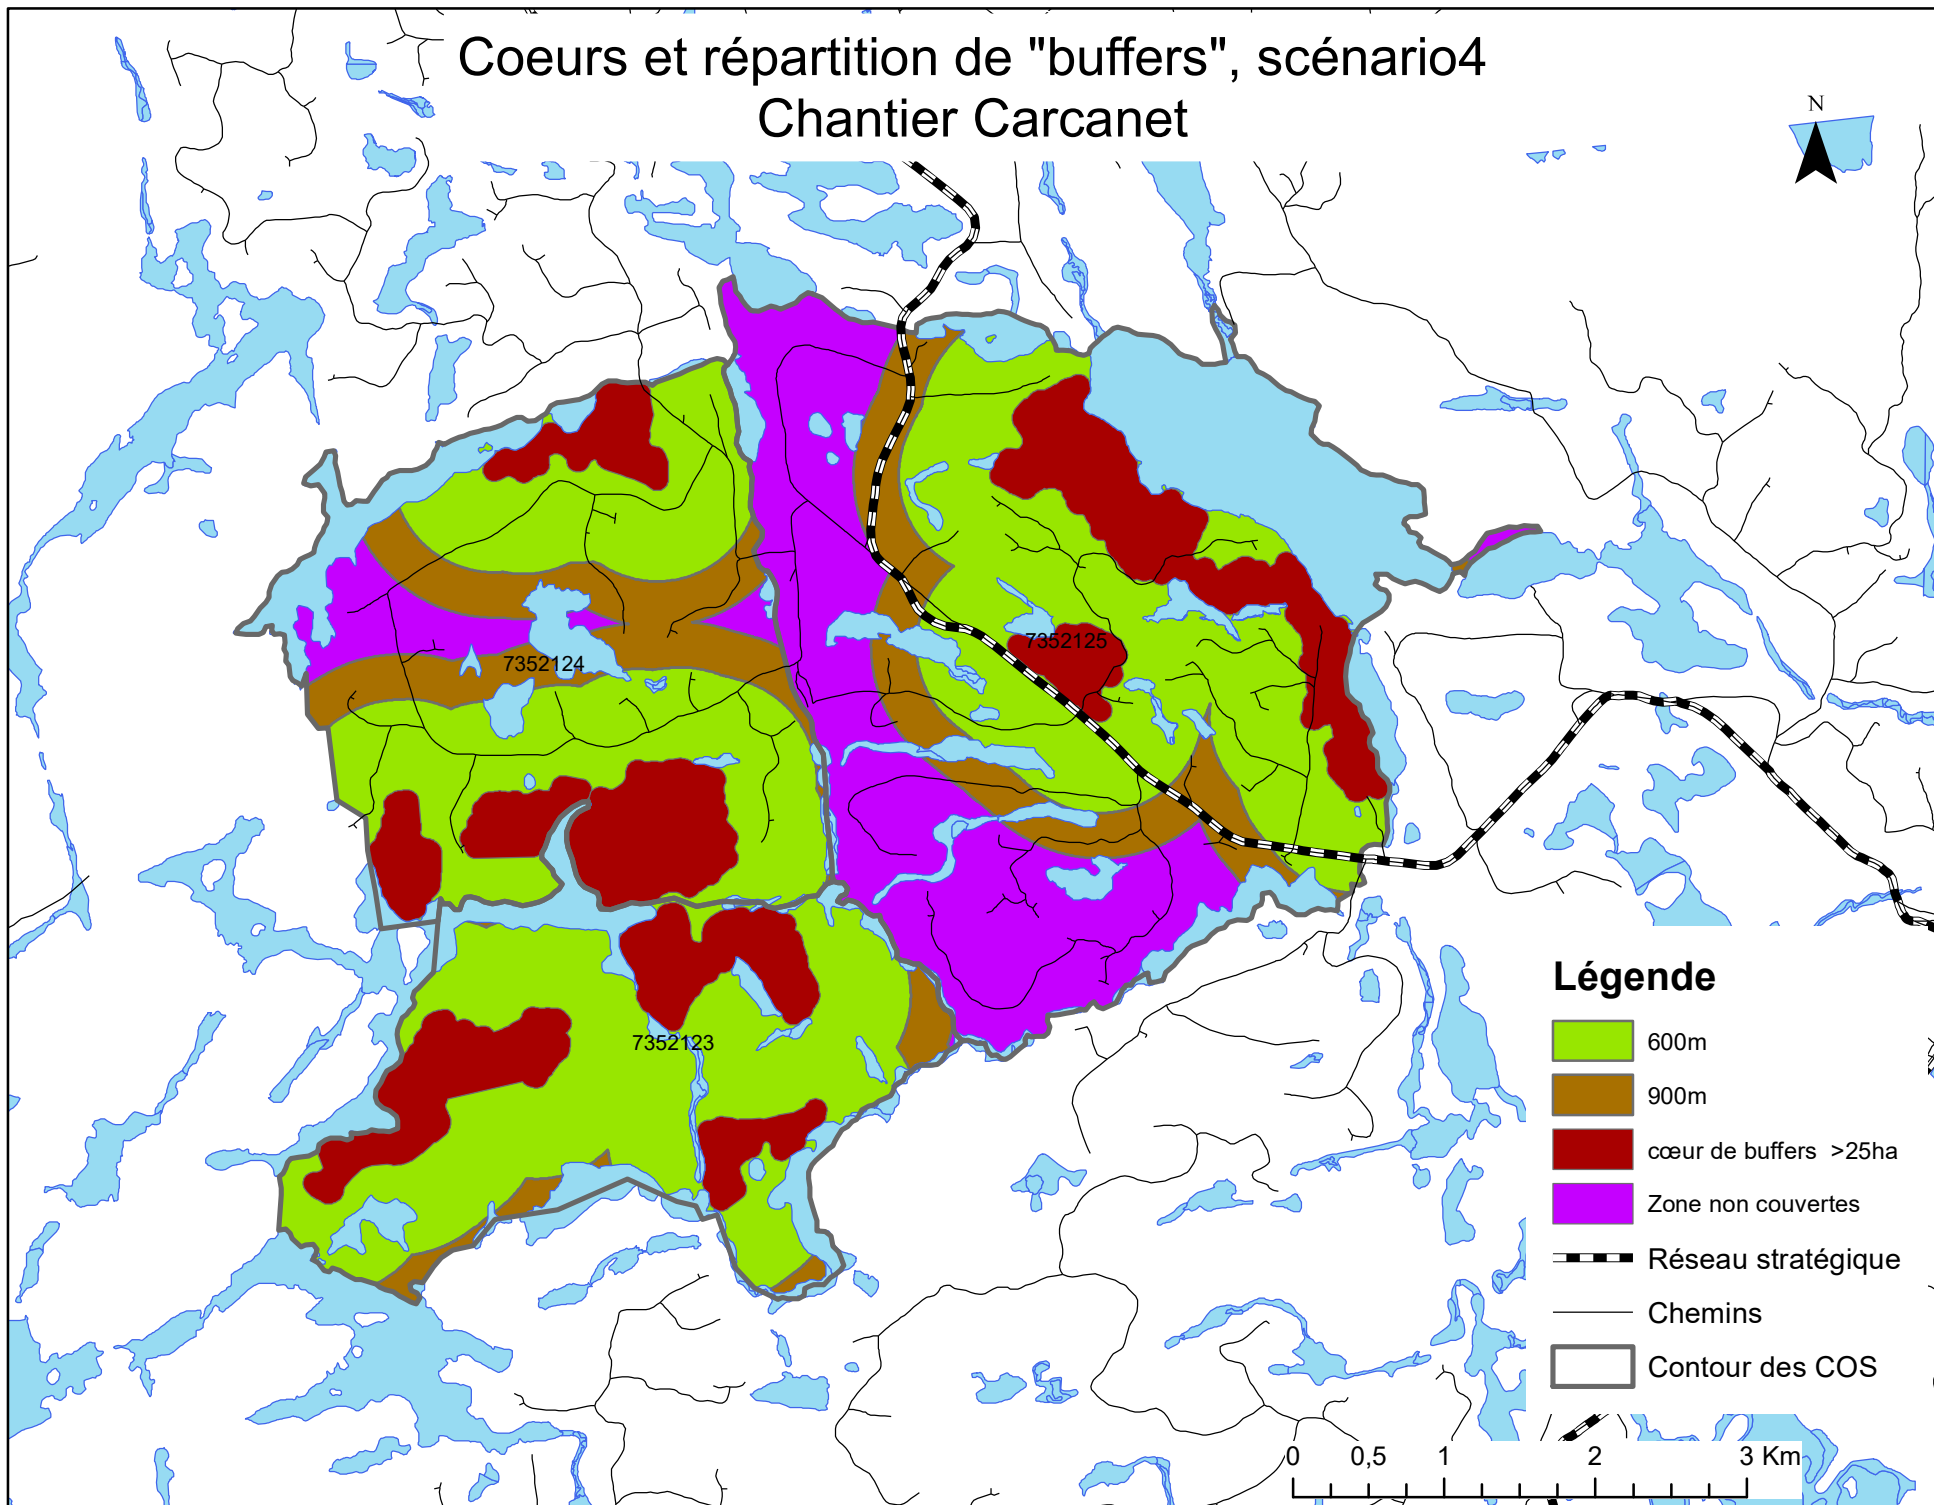 Coeurs et répartition de "buffers", scénario4
Chantier Carcanet
N
7352125
7352124
7352123
Légende
600m
900m
cœur de buffers >25ha
Zone non couvertes
Réseau stratégique
Chemins
Contour des COS
0 0,5 1 2 3 Km